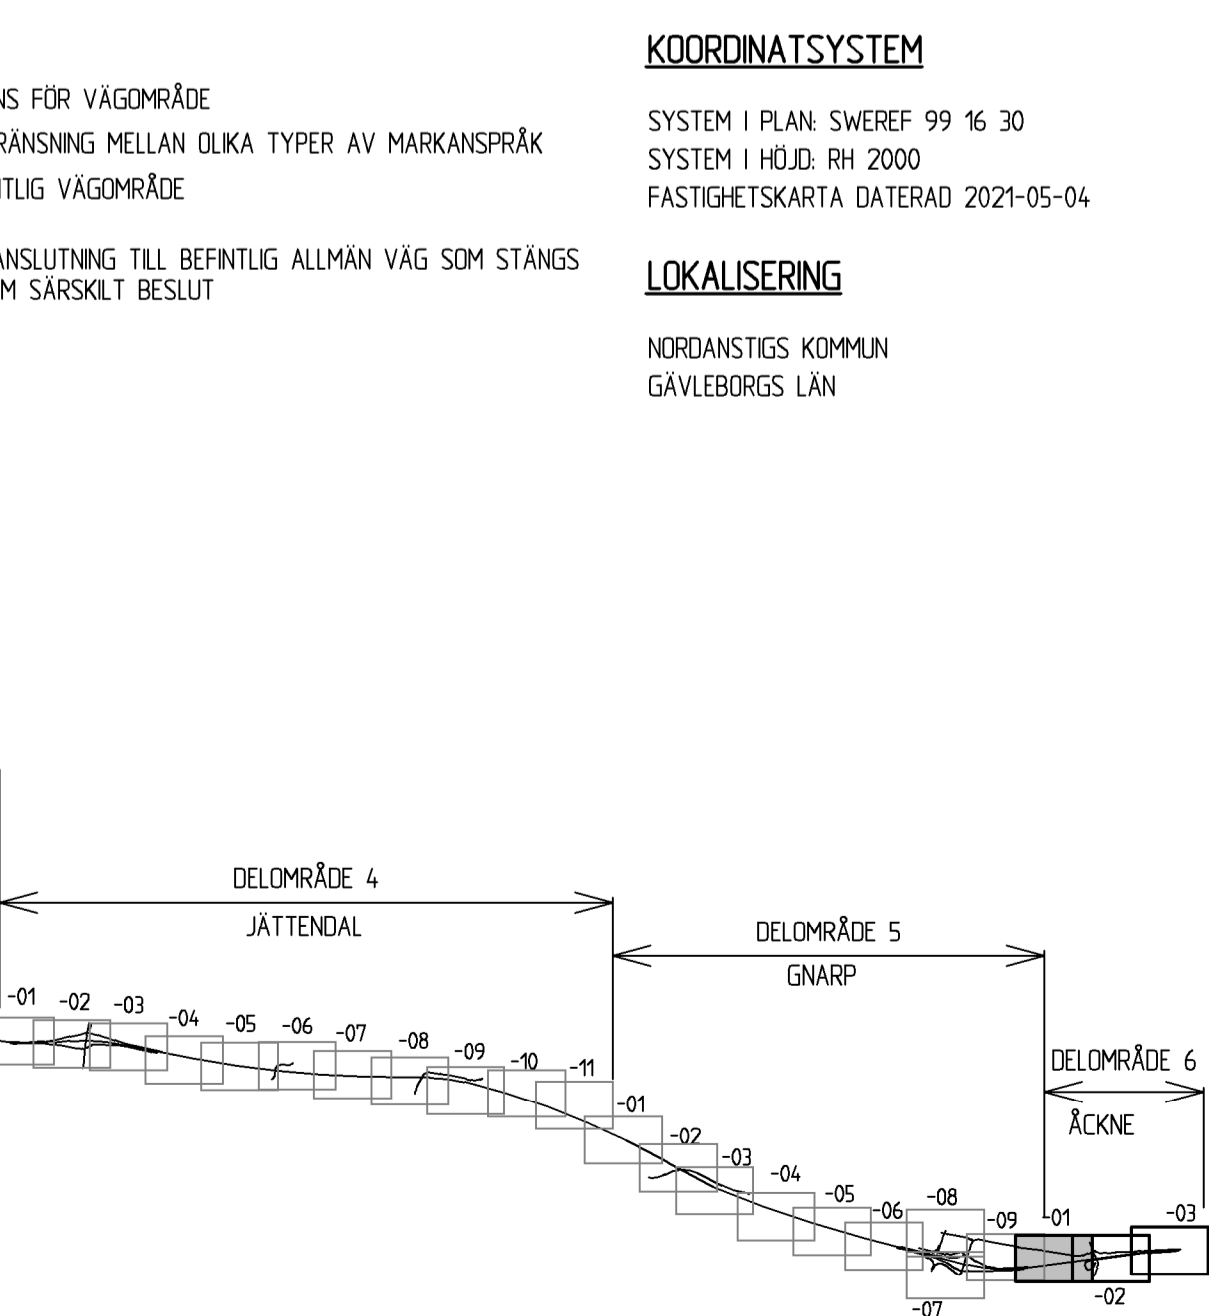 NS FÖR VÄGOMRÅDE
RÄNSNING MELLAN OLIKA TYPER AV MARKANSPRÅK
TLIG VÄGOMRÅDE
ANSLUTNING TILL BEFINTLIG ALLMÄN VÄG SOM STÄNGS
M SÄRSKILT BESLUT
KOORDINATSYSTEM
SYSTEM I PLAN: SWEREF 99 16 30
SYSTEM I HÖJD: RH 2000
FASTIGHETSKARTA DATERAD 2021-05-04
LOKALISERING
NORDANSTIGS KOMMUN
GÄVLEBORGS LÄN
DELOMRÅDE 4
JÄTTENDAL
DELOMRÅDE 5
GNARP
DELOMRÅDE 6
ÅCKNE
-01
-02
-03
-04
-05
-06
-07
-08
-09
-10
-11
-01
-02
-03
-04
-05
-06
-07
-08
-09
-01
-02
-03